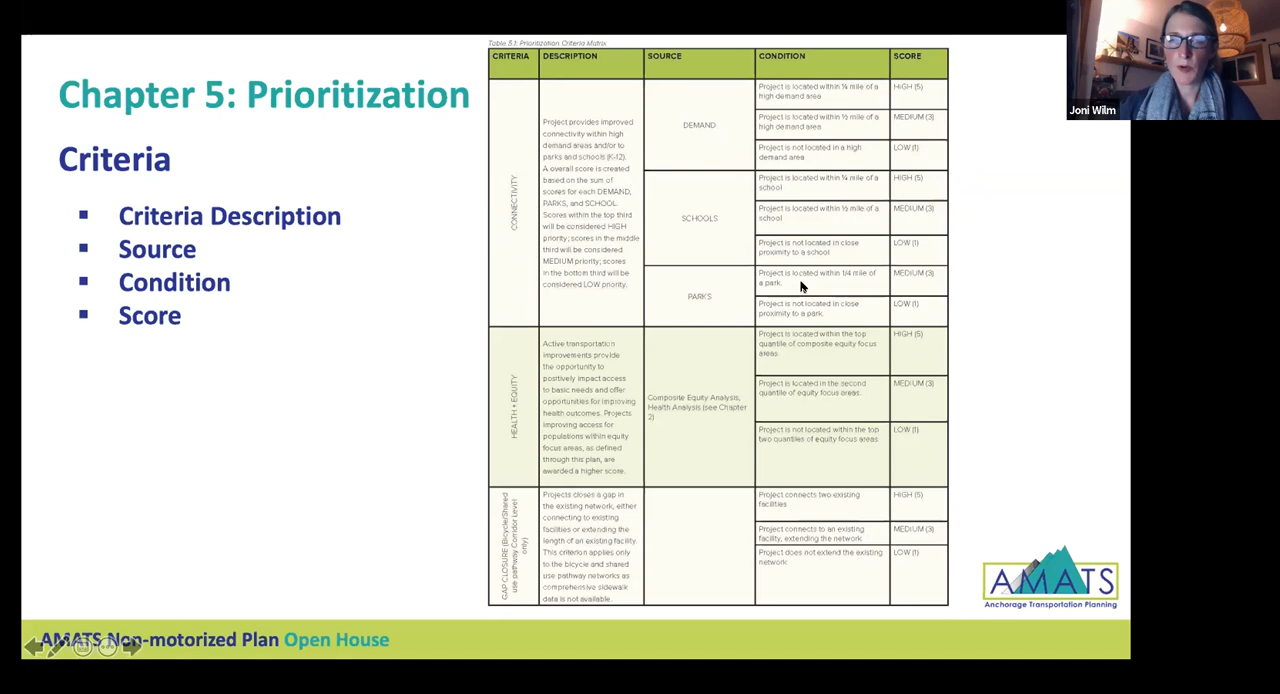 Joni Wilm
Chapter 5: Prioritization
Criteria
▪ Criteria Description
▪ Source
▪ Condition
▪ Score
Table 5.1: Prioritization Criteria Matrix
CRITERIA DESCRIPTION SOURCE CONDITION SCORE
CONNECTIVITY
Project provides improved
connectivity within high
demand areas and/or to
parks and schools (K-12).
A overall score is created
based on the sum of
scores for each DEMAND,
PARKS, and SCHOOL.
Scores within the top third
will be considered HIGH
priority; scores in the middle
third will be considered
MEDIUM priority; scores
in the bottom third will be
considered LOW priority.
DEMAND
Project is located within ¼ mile of a
high demand area
HIGH (5)
Project is located within ½ mile of a
high demand area
MEDIUM (3)
Project is not located in a high
demand area
LOW (1)
SCHOOLS
Project is located within ¼ mile of a
school
HIGH (5)
Project is located within ½ mile of a
school
MEDIUM (3)
Project is not located in close
proximity to a school
LOW (1)
PARKS
Project is located within 1/4 mile of
a park.
MEDIUM (3)
Project is not located in close
proximity to a park.
LOW (1)
HEALTH + EQUITY
Active transportation
improvements provide
the opportunity to
positively impact access
to basic needs and offer
opportunities for improving
health outcomes. Projects
improving access for
populations within equity
focus areas, as defined
through this plan, are
awarded a higher score.
Composite Equity Analysis,
Health Analysis (see Chapter
2)
Project is located within the top
quantile of composite equity focus
areas.
HIGH (5)
Project is located in the second
quantile of equity focus areas.
MEDIUM (3)
Project is not located within the top
two quantiles of equity focus areas
LOW (1)
GAP CLOSURE (Bicycle/Shared
use pathway Corridor Level
only)
Projects closes a gap in
the existing network, either
connecting to existing
facilities or extending the
length of an existing facility.
This criterion applies only
to the bicycle and shared
use pathway networks as
comprehensive sidewalk
data is not available.
Project connects two existing
facilities
HIGH (5)
Project connects to an existing
facility, extending the network
MEDIUM (3)
Project does not extend the existing
network
LOW (1)
AMATS
Anchorage Transportation Planning
AMATS Non-motorized Plan Open House